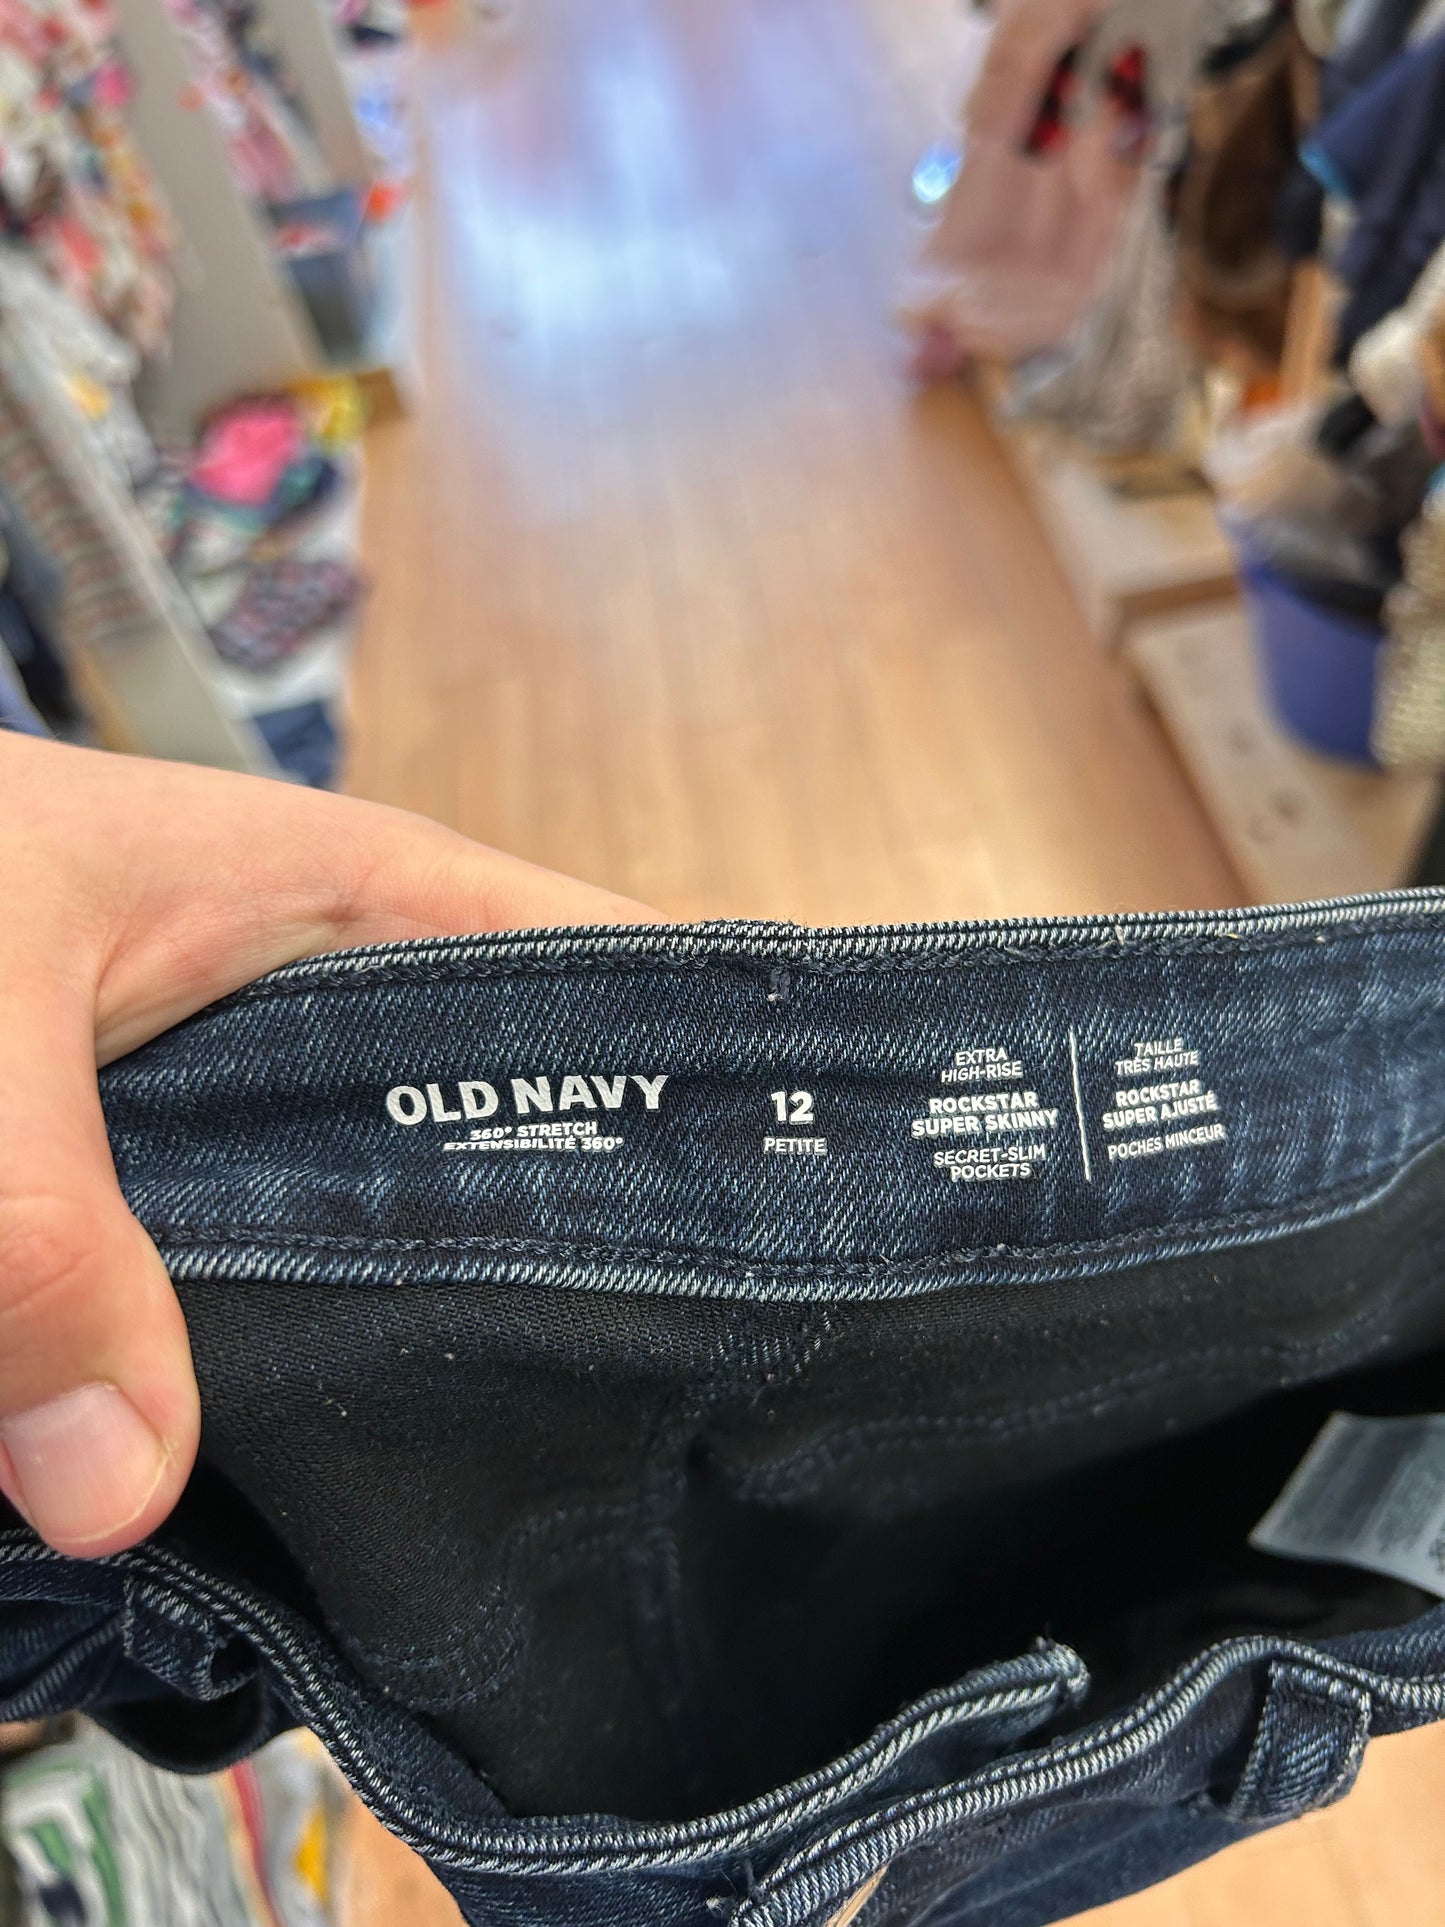 OLD NAVY
360° STRETCH
EXTENSIBILITÉ 360°
12
PETITE
EXTRA
HIGH-RISE
ROCKSTAR
SUPER SKINNY
SECRET-SLIM
POCKETS
TAILLE
TRÈS HAUTE
ROCKSTAR
SUPER AJUSTÉ
POCHES MINCEUR